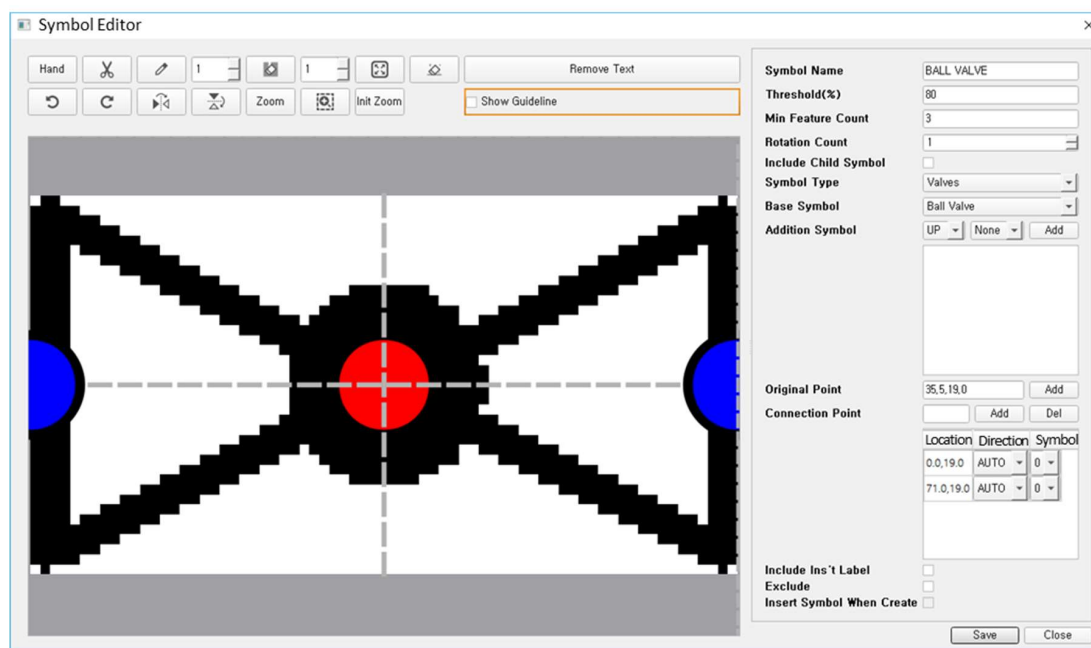 Symbol Editor
Hand 1 1 Remove Text
Zoom Init Zoom Show Guideline
Symbol Name BALL VALVE
Threshold(%) 80
Min Feature Count 3
Rotation Count 1
Include Child Symbol
Symbol Type Valves
Base Symbol Ball Valve
Addition Symbol UP None Add
Original Point 35,5,19,0 Add
Connection Point Add Del
Location Direction Symbol
0.0,19.0 AUTO 0
71.0,19.0 AUTO 0
Include Ins't Label
Exclude
Insert Symbol When Create
Save Close